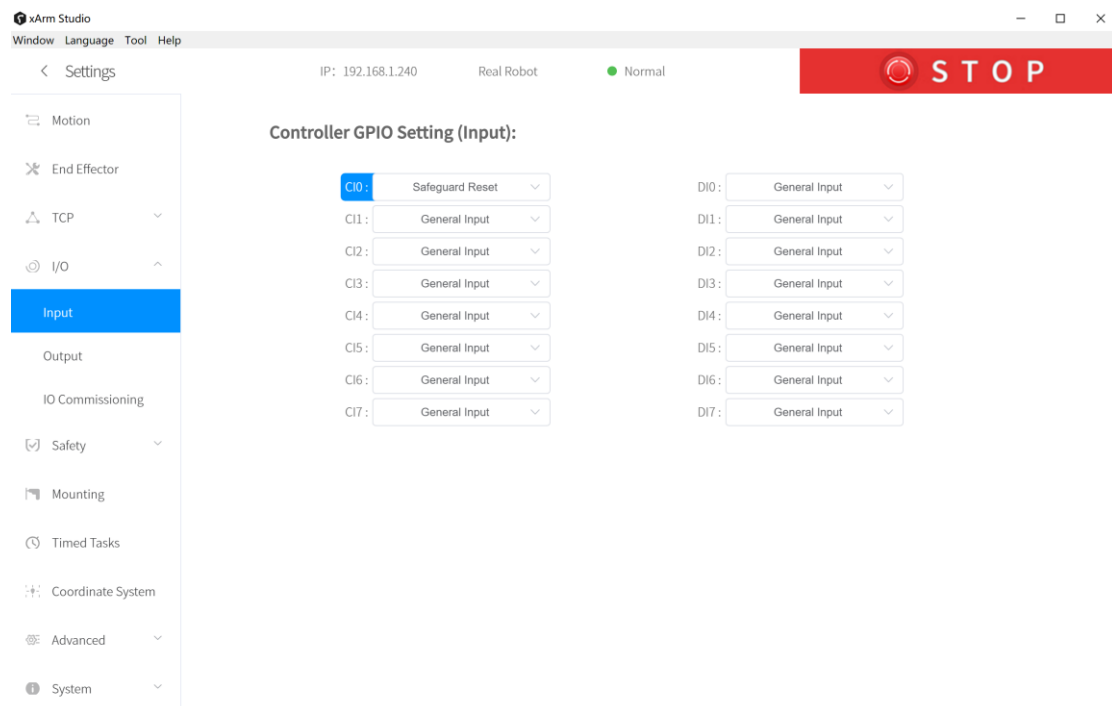 xArm Studio
Window Language Tool Help
Settings
IP: 192.168.1.240 Real Robot Normal
STOP
Motion
End Effector
TCP
I/O
Input
Output
IO Commissioning
Safety
Mounting
Timed Tasks
Coordinate System
Advanced
System
Controller GPIO Setting (Input):
CI0 : Safeguard Reset
CI1 : General Input
CI2 : General Input
CI3 : General Input
CI4 : General Input
CI5 : General Input
CI6 : General Input
CI7 : General Input
DI0 : General Input
DI1 : General Input
DI2 : General Input
DI3 : General Input
DI4 : General Input
DI5 : General Input
DI6 : General Input
DI7 : General Input